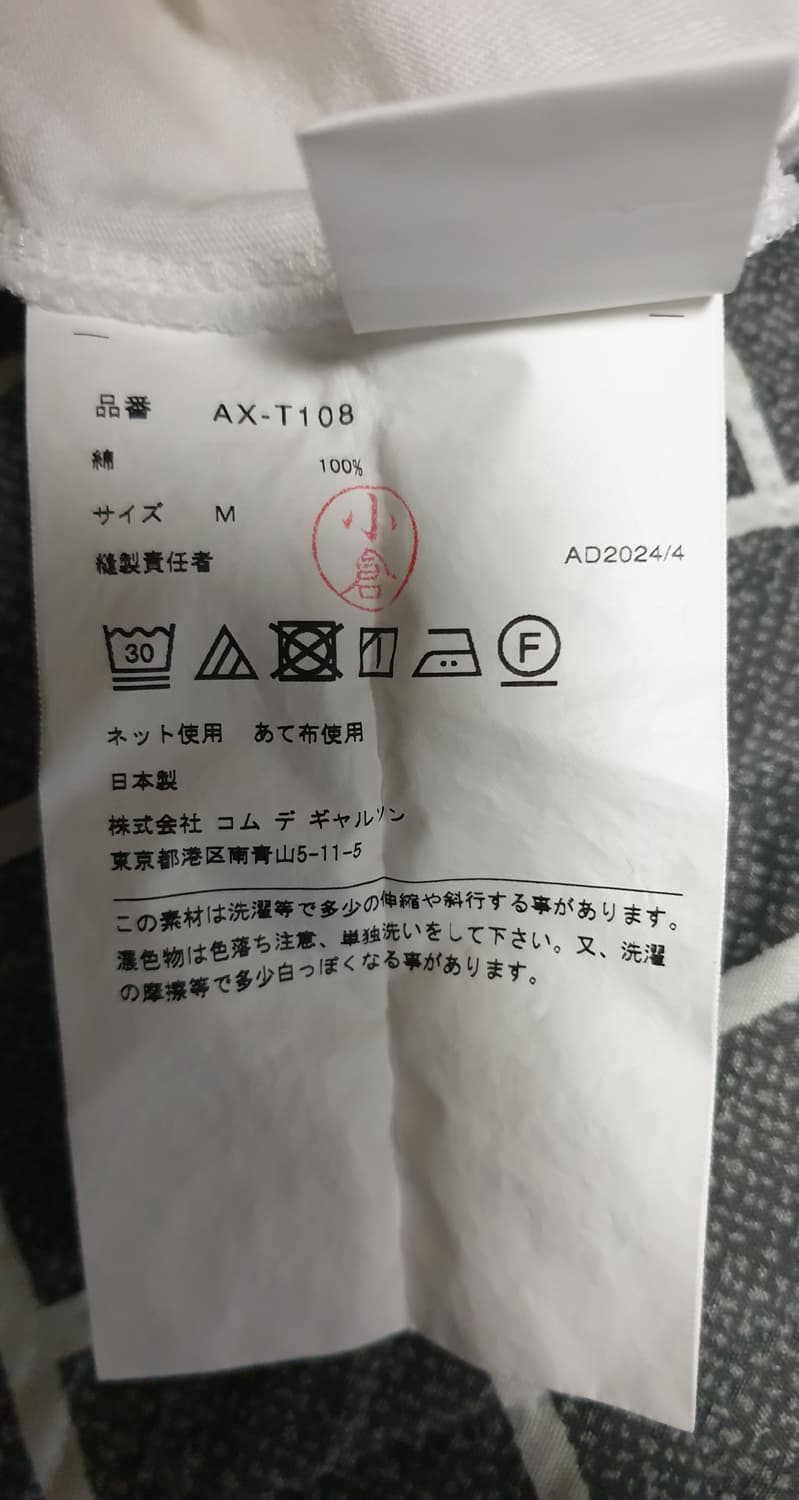 品番 AX-T108
綿 100%
サイズ M
縫製責任者 小倉 AD2024/4
30 F
ネット使用 あて布使用
日本製
株式会社 コム デ ギャルソン
東京都港区南青山5-11-5
この素材は洗濯等で多少の伸縮や斜行する事があります。
濃色物は色落ち注意、単独洗いをして下さい。又、洗濯
の摩擦等で多少白っぽくなる事があります。